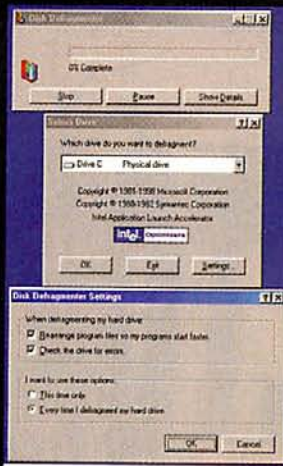 Disk Defragmenter
0% Complete
Stop Pause Show Details
Select Drive
Which drive do you want to defragment?
Drive C Physical drive
Copyright © 1981-1998 Microsoft Corporation
Copyright © 1988-1992 Symantec Corporation
Intel Application Launch Accelerator
intel.
OK Exit Settings...
Disk Defragmenter Settings
When defragmenting my hard drive:
Rearrange program files so my programs start faster.
Check the drive for errors.
I want to use these options:
This time only.
Every time I defragment my hard drive.
OK Cancel